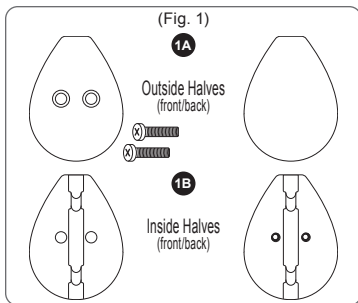 (Fig. 1)
1A
Outside Halves
(front/back)
1B
Inside Halves
(front/back)